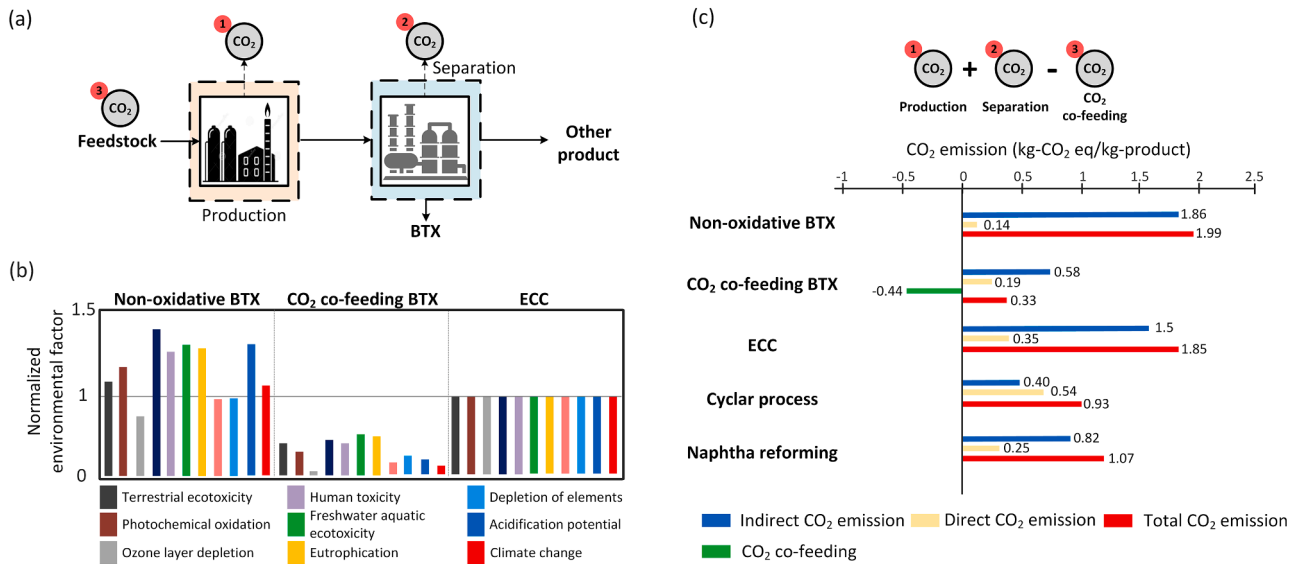 (a)
1
CO2
2
CO2
Separation
3
CO2
Feedstock
Other
product
Production
BTX
(b)
Non-oxidative BTX
CO2 co-feeding BTX
ECC
Normalized
environmental factor
1.5
1
0
Terrestrial ecotoxicity
Photochemical oxidation
Ozone layer depletion
Human toxicity
Freshwater aquatic
ecotoxicity
Eutrophication
Depletion of elements
Acidification potential
Climate change
(c)
1
CO2
+
2
CO2
-
3
CO2
Production
Separation
CO2
co-feeding
CO2 emission (kg-CO2 eq/kg-product)
-1
-0.5
0
0.5
1
1.5
2
2.5
Non-oxidative BTX
1.86
0.14
1.99
CO2 co-feeding BTX
0.58
0.19
-0.44
0.33
ECC
1.5
0.35
1.85
Cyclar process
0.40
0.54
0.93
Naphtha reforming
0.82
0.25
1.07
Indirect CO2 emission
Direct CO2 emission
Total CO2 emission
CO2 co-feeding